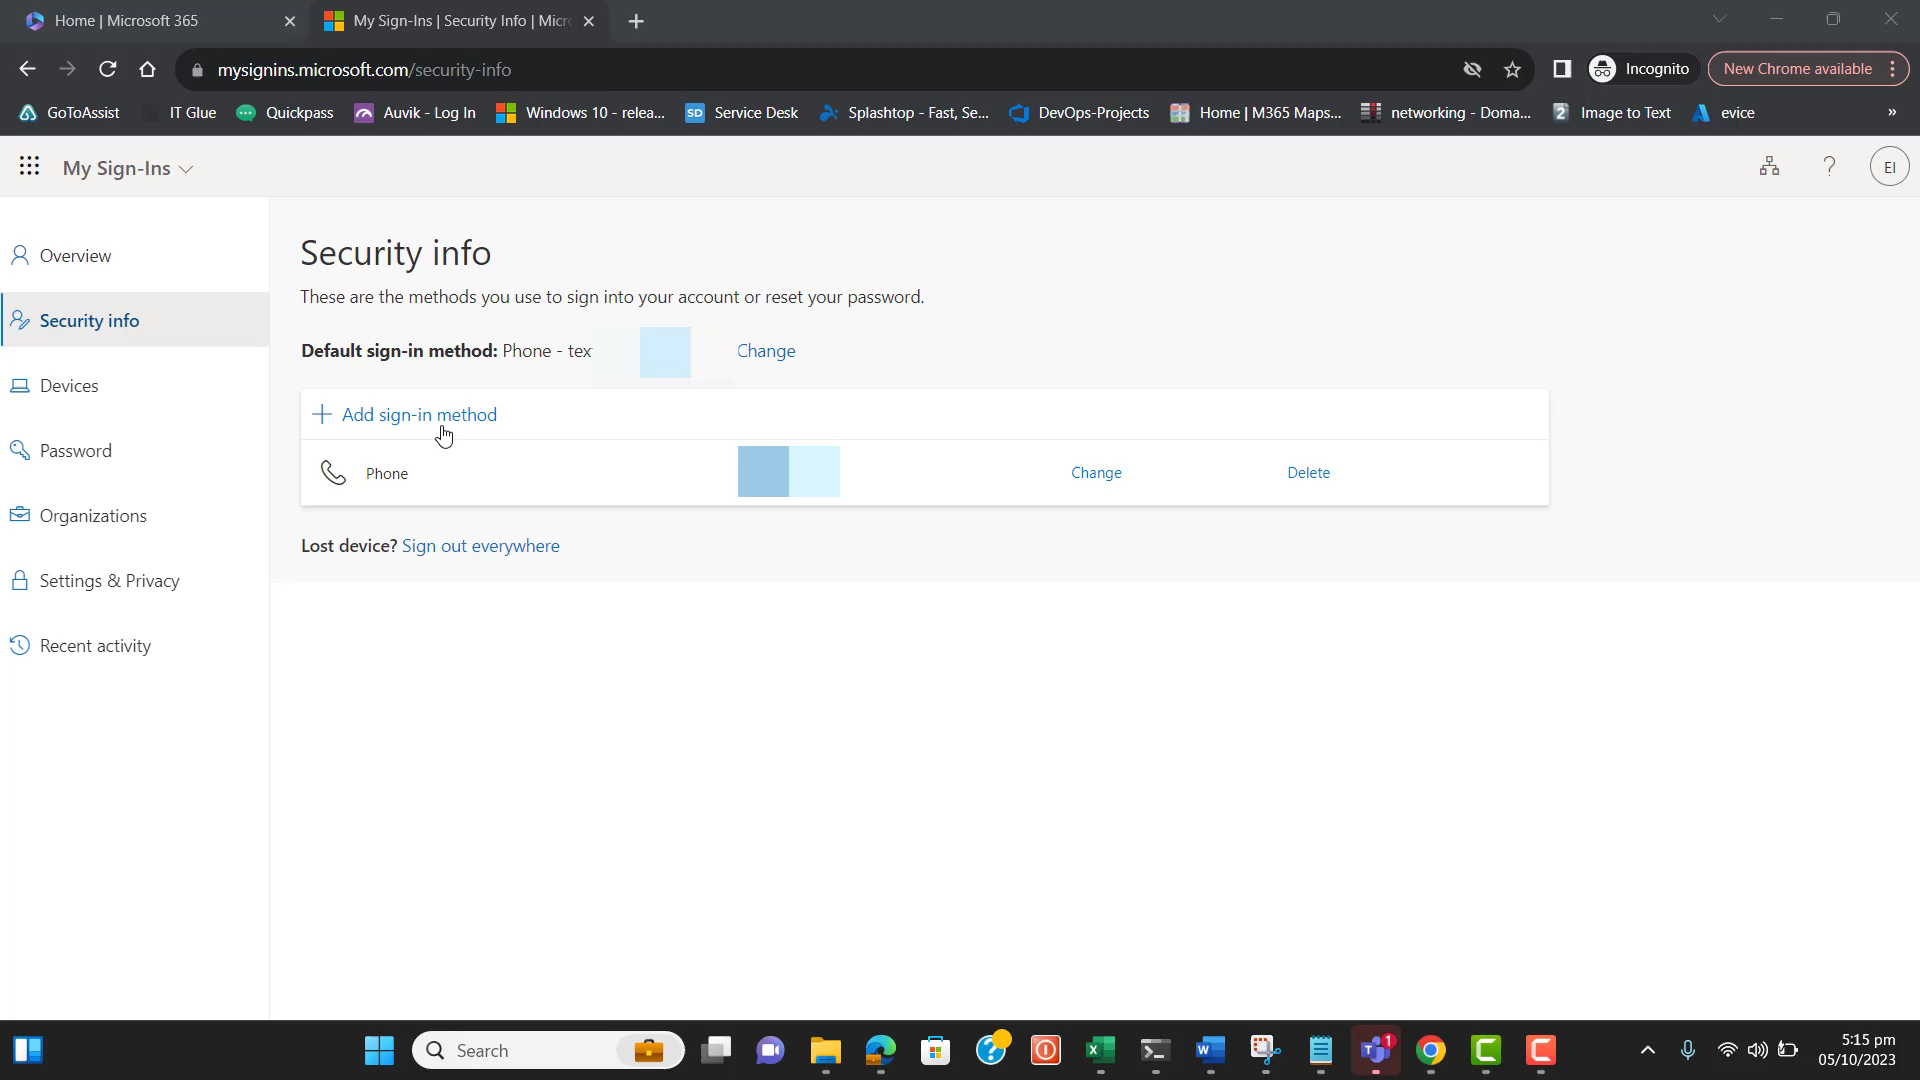 Home | Microsoft 365
My Sign-Ins | Security Info | Micr
mysignins.microsoft.com/security-info
Incognito
New Chrome available
GoToAssist
IT Glue
Quickpass
Auvik - Log In
Windows 10 - relea...
SD Service Desk
Splashtop - Fast, Se...
DevOps-Projects
Home | M365 Maps...
networking - Doma...
2 Image to Text
evice
»
My Sign-Ins
?
EI
Overview
Security info
Devices
Password
Organizations
Settings & Privacy
Recent activity
Security info
These are the methods you use to sign into your account or reset your password.
Default sign-in method: Phone - tex
Change
Add sign-in method
Phone
Change
Delete
Lost device? Sign out everywhere
Search
1
5:15 pm
05/10/2023